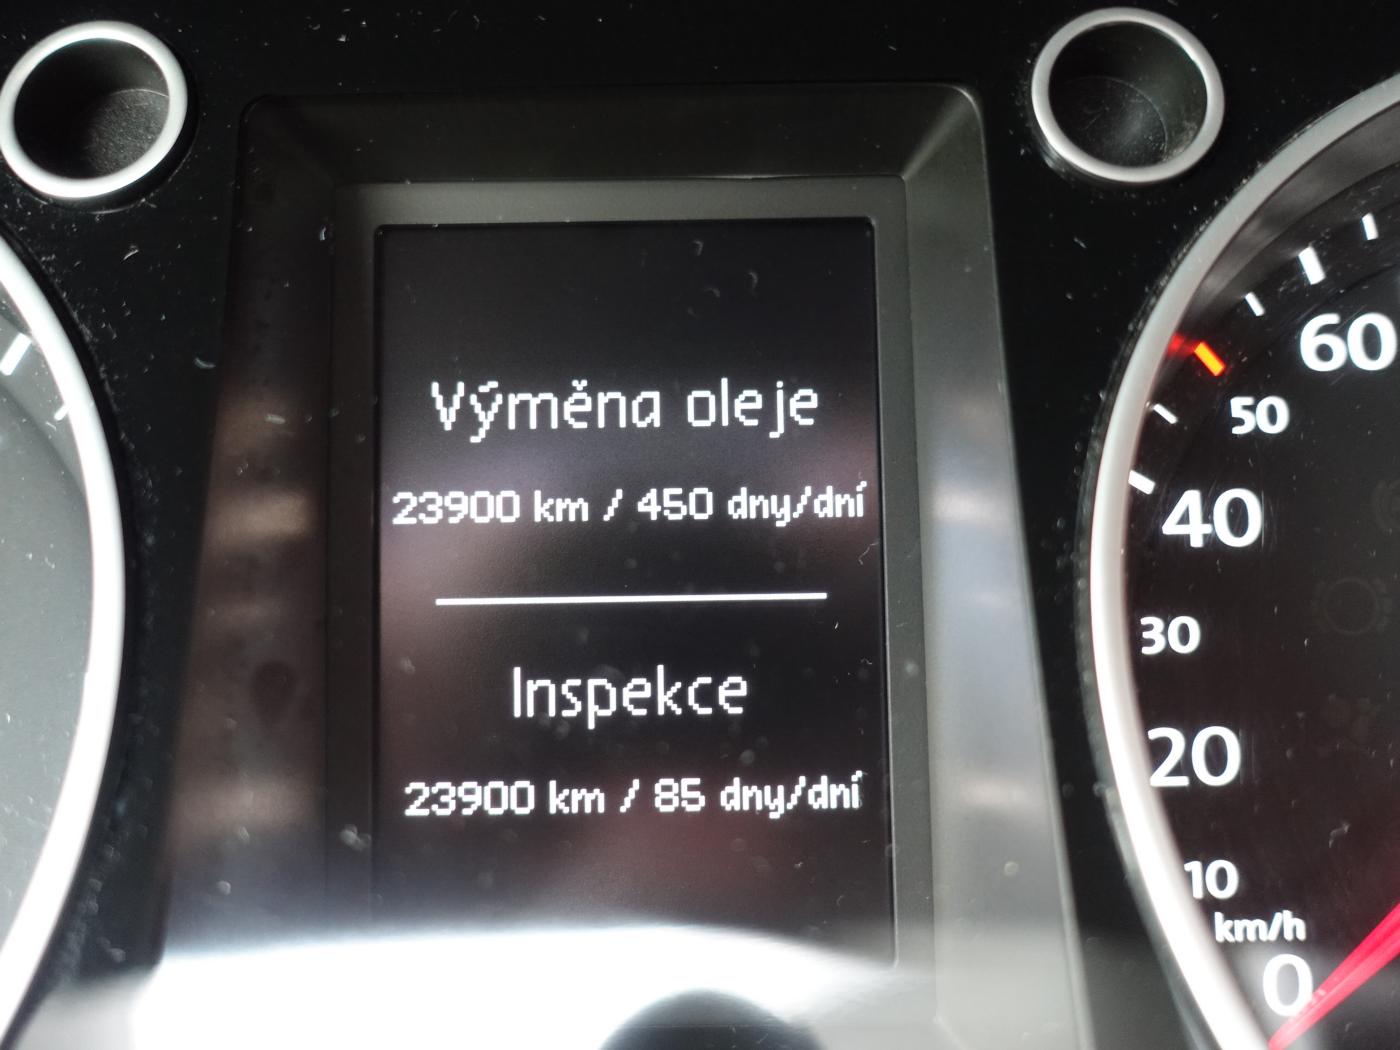 Výměna oleje
23900 km / 450 dny/dní
Inspekce
23900 km / 85 dny/dní
60
50
40
30
20
10
km/h
0